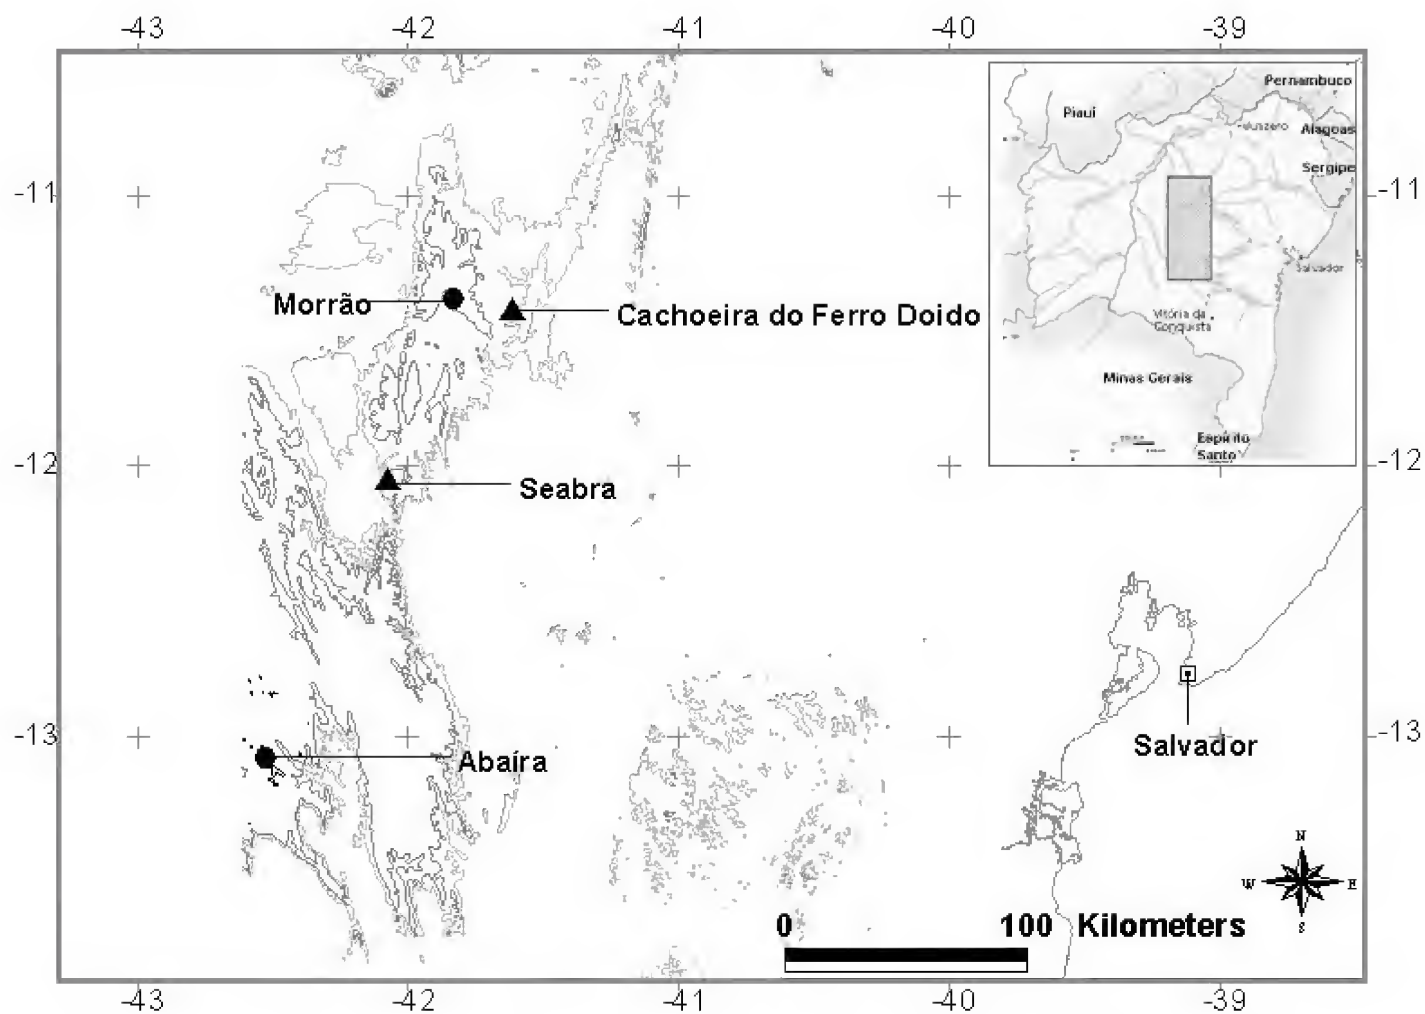 -43 -42 -41 -40 -39
Pernambuco
Piauí
Alagoas
Sergipe
-11 -11
Salvador
Morrão
Cachoeira do Ferro Doido
Vitória da
Conquista
Minas Gerais
Espírito
Santo
-12 -12
Seabra
-13 -13
Salvador
Abaíra
N
W E
S
0 100 Kilometers
-43 -42 -41 -40 -39